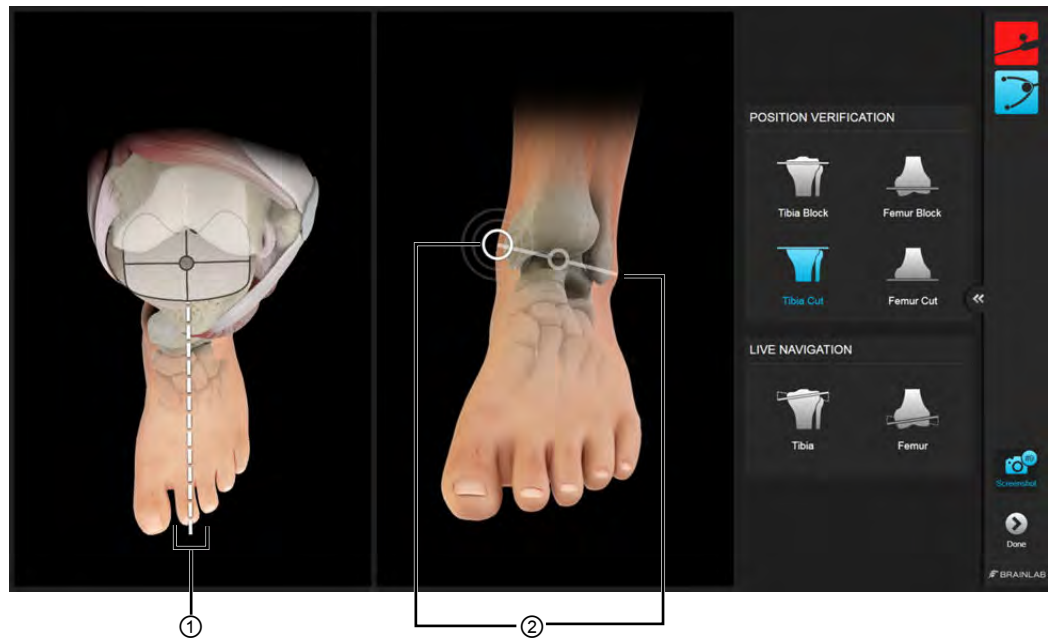 POSITION VERIFICATION
Tibia Block
Femur Block
Tibia Cut
Femur Cut
LIVE NAVIGATION
Tibia
Femur
Screenshot
Done
BRAINLAB
① ②